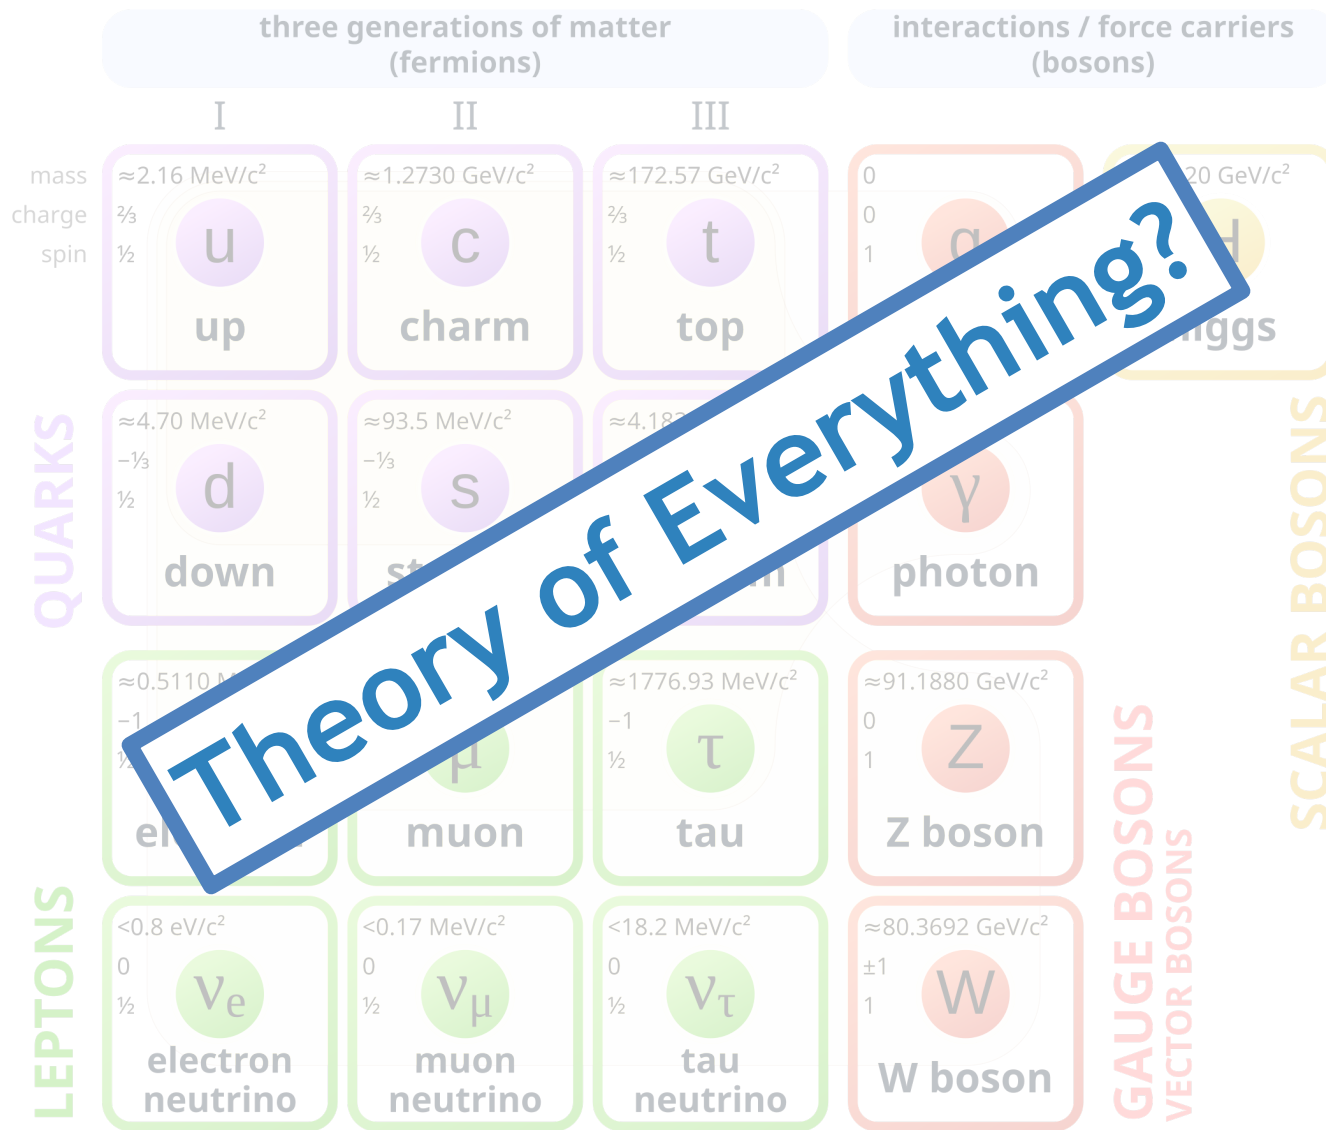 three generations of matter
(fermions)
interactions / force carriers
(bosons)
I II III
mass
charge
spin
≈2.16 MeV/c²
⅔
½
u
up
≈1.2730 GeV/c²
⅔
½
c
charm
≈172.57 GeV/c²
⅔
½
t
top
0
0
1
g
20 GeV/c²
H
iggs
QUARKS
≈4.70 MeV/c²
−⅓
½
d
down
≈93.5 MeV/c²
−⅓
½
s
≈4.183
γ
photon
SCALAR BOSONS
Theory of Everything?
LEPTONS
≈0.5110
−1
½
μ
muon
≈1776.93 MeV/c²
−1
½
τ
tau
≈91.1880 GeV/c²
0
1
Z
Z boson
<0.8 eV/c²
0
½
νe
electron
neutrino
<0.17 MeV/c²
0
½
νμ
muon
neutrino
<18.2 MeV/c²
0
½
ντ
tau
neutrino
≈80.3692 GeV/c²
±1
1
W
W boson
GAUGE BOSONS
VECTOR BOSONS